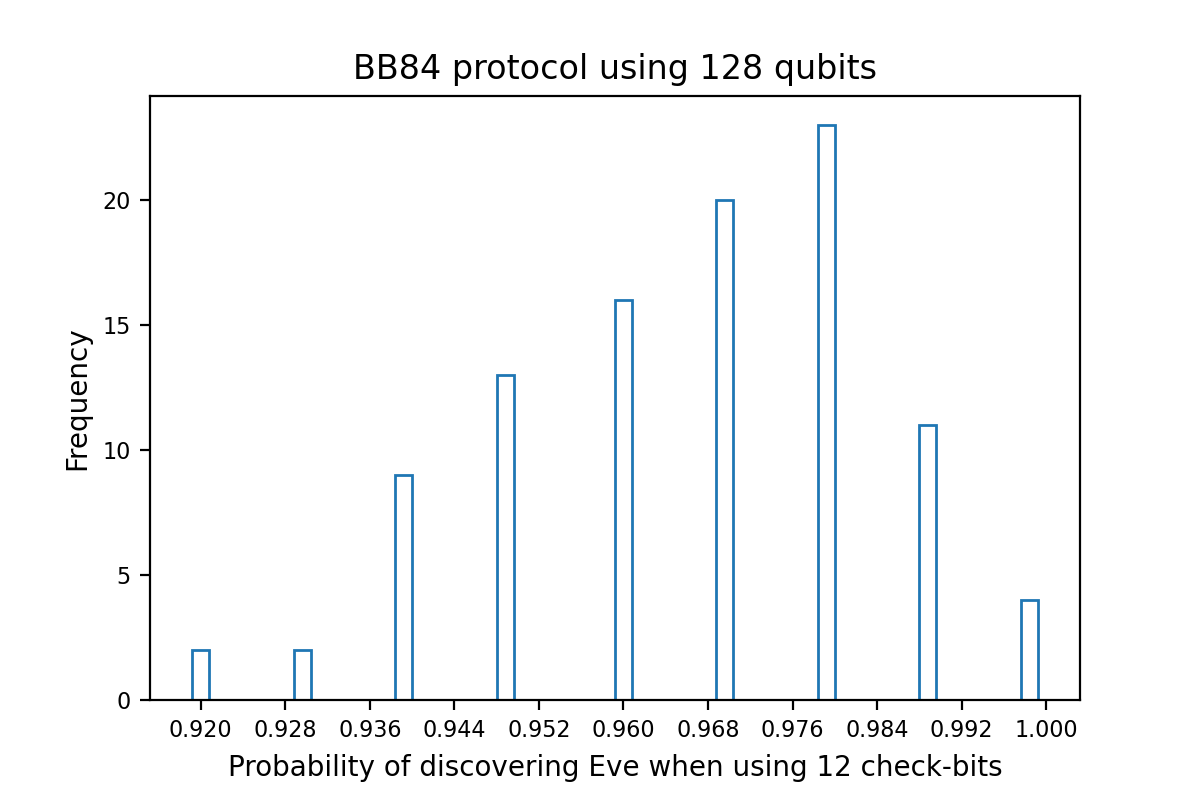 BB84 protocol using 128 qubits
Frequency
20
15
10
5
0
0.920 0.928 0.936 0.944 0.952 0.960 0.968 0.976 0.984 0.992 1.000
Probability of discovering Eve when using 12 check-bits